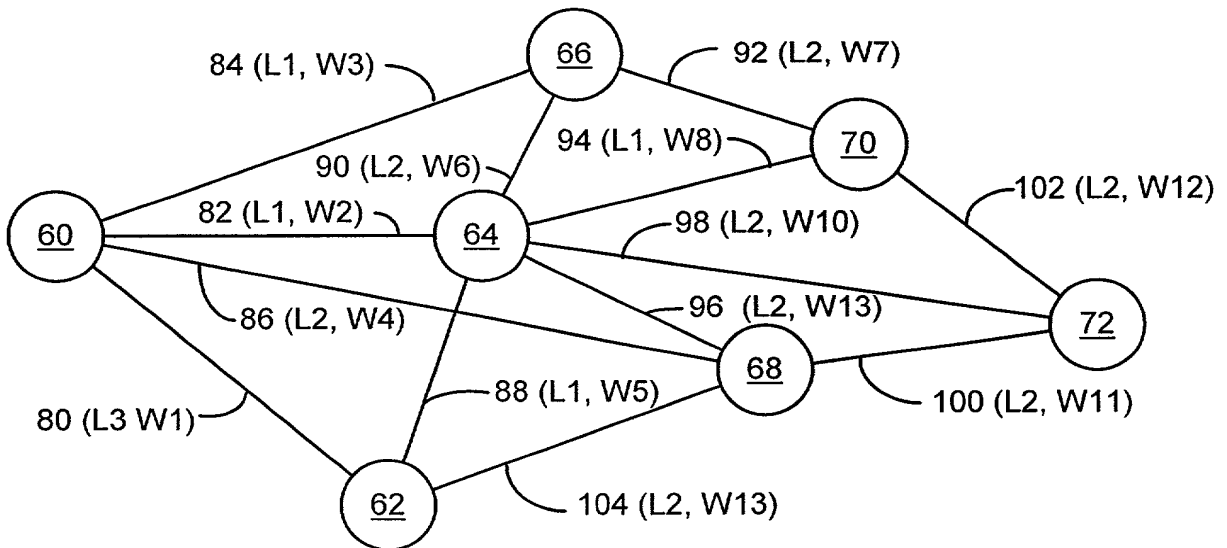 66
84 (L1, W3)
92 (L2, W7)
94 (L1, W8)
70
90 (L2, W6)
102 (L2, W12)
82 (L1, W2)
98 (L2, W10)
60
64
86 (L2, W4)
96 (L2, W13)
72
68
88 (L1, W5)
80 (L3 W1)
100 (L2, W11)
62
104 (L2, W13)